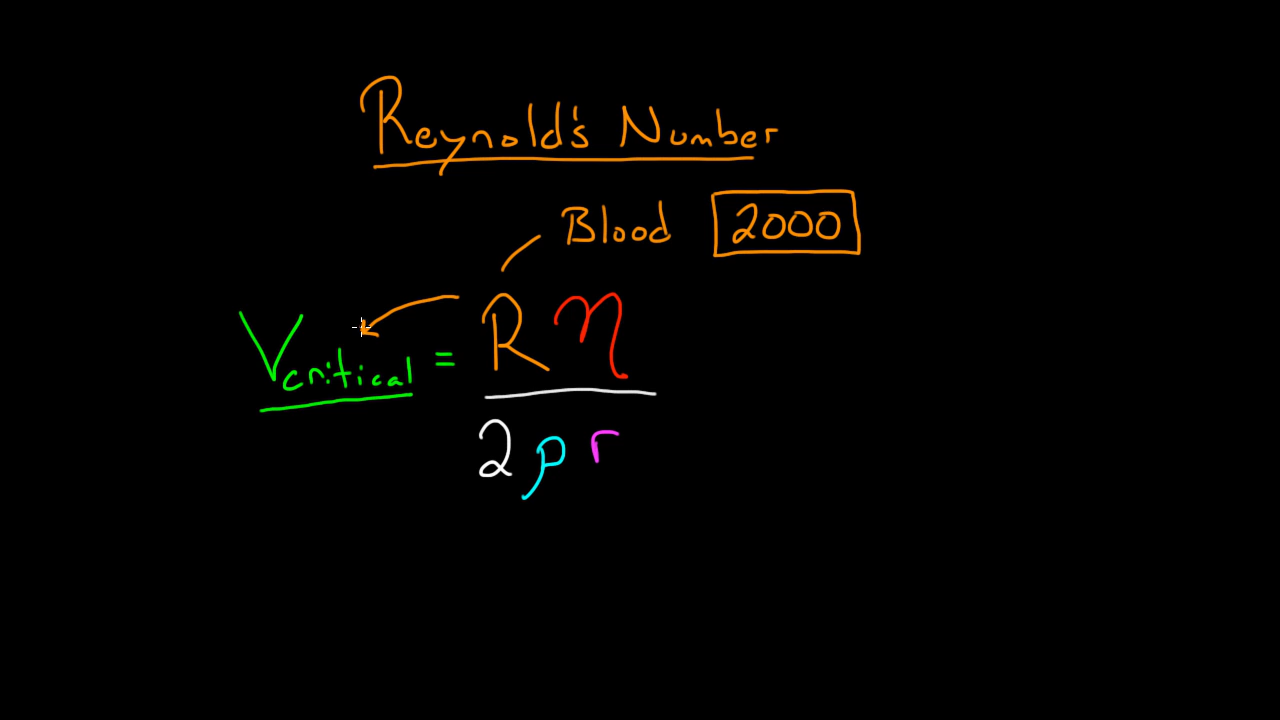 Reynold's Number
Blood 2000
Vcritical = Rη
2ρr